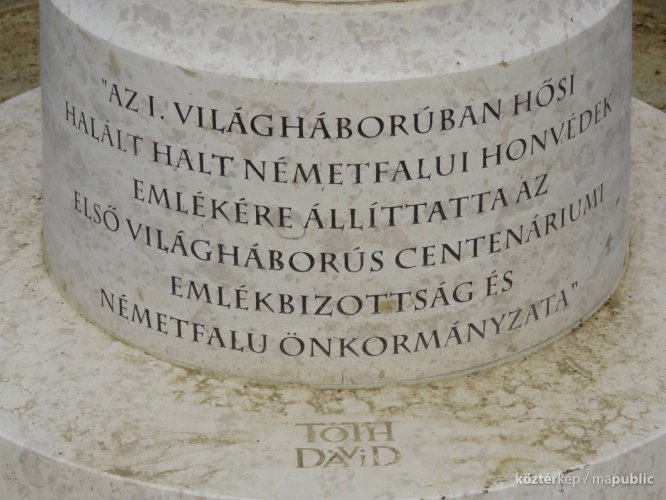 "AZ I. VILÁGHÁBORÚBAN HŐSI
HALÁLT HALT NÉMETFALUI HONVÉDEK
EMLÉKÉRE ÁLLÍTTATTA AZ
ELSŐ VILÁGHÁBORÚS CENTENÁRIUMI
EMLÉKBIZOTTSÁG ÉS
NÉMETFALU ÖNKORMÁNYZATA"
TÓTH
DÁVID
köztérkép / mapublic